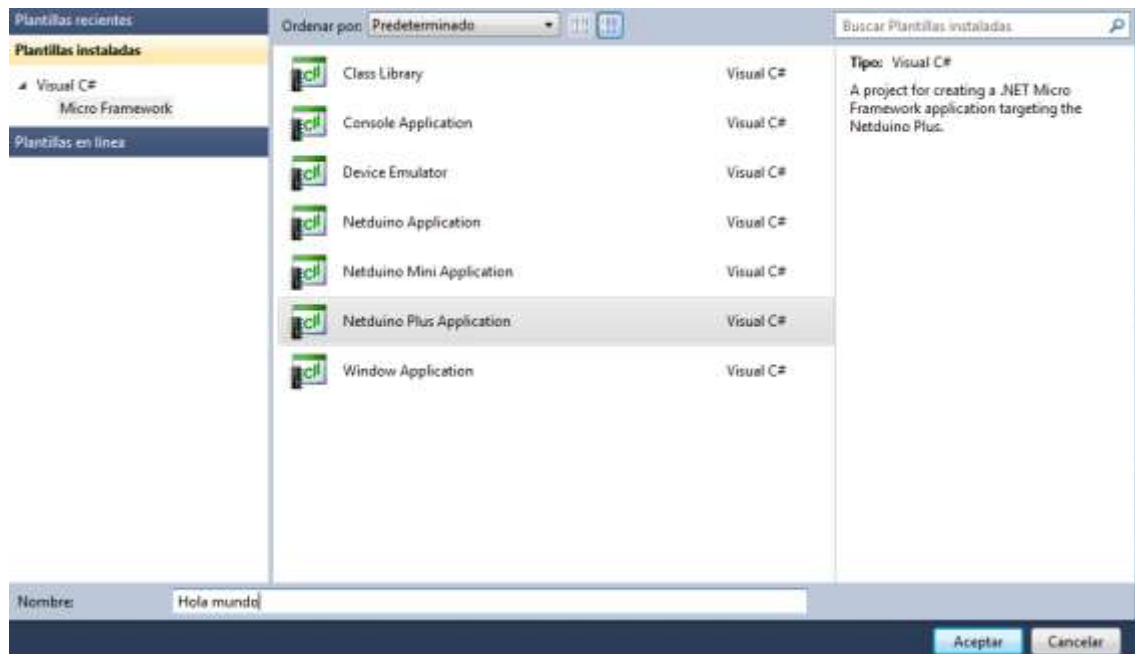 Plantillas recientes
Plantillas instaladas
Visual C#
Micro Framework
Plantillas en línea
Ordenar por: Predeterminado
Class Library Visual C#
Console Application Visual C#
Device Emulator Visual C#
Netduino Application Visual C#
Netduino Mini Application Visual C#
Netduino Plus Application Visual C#
Window Application Visual C#
Buscar Plantillas instaladas
Tipo: Visual C#
A project for creating a .NET Micro
Framework application targeting the
Netduino Plus.
Nombre: Hola mundo
Aceptar Cancelar